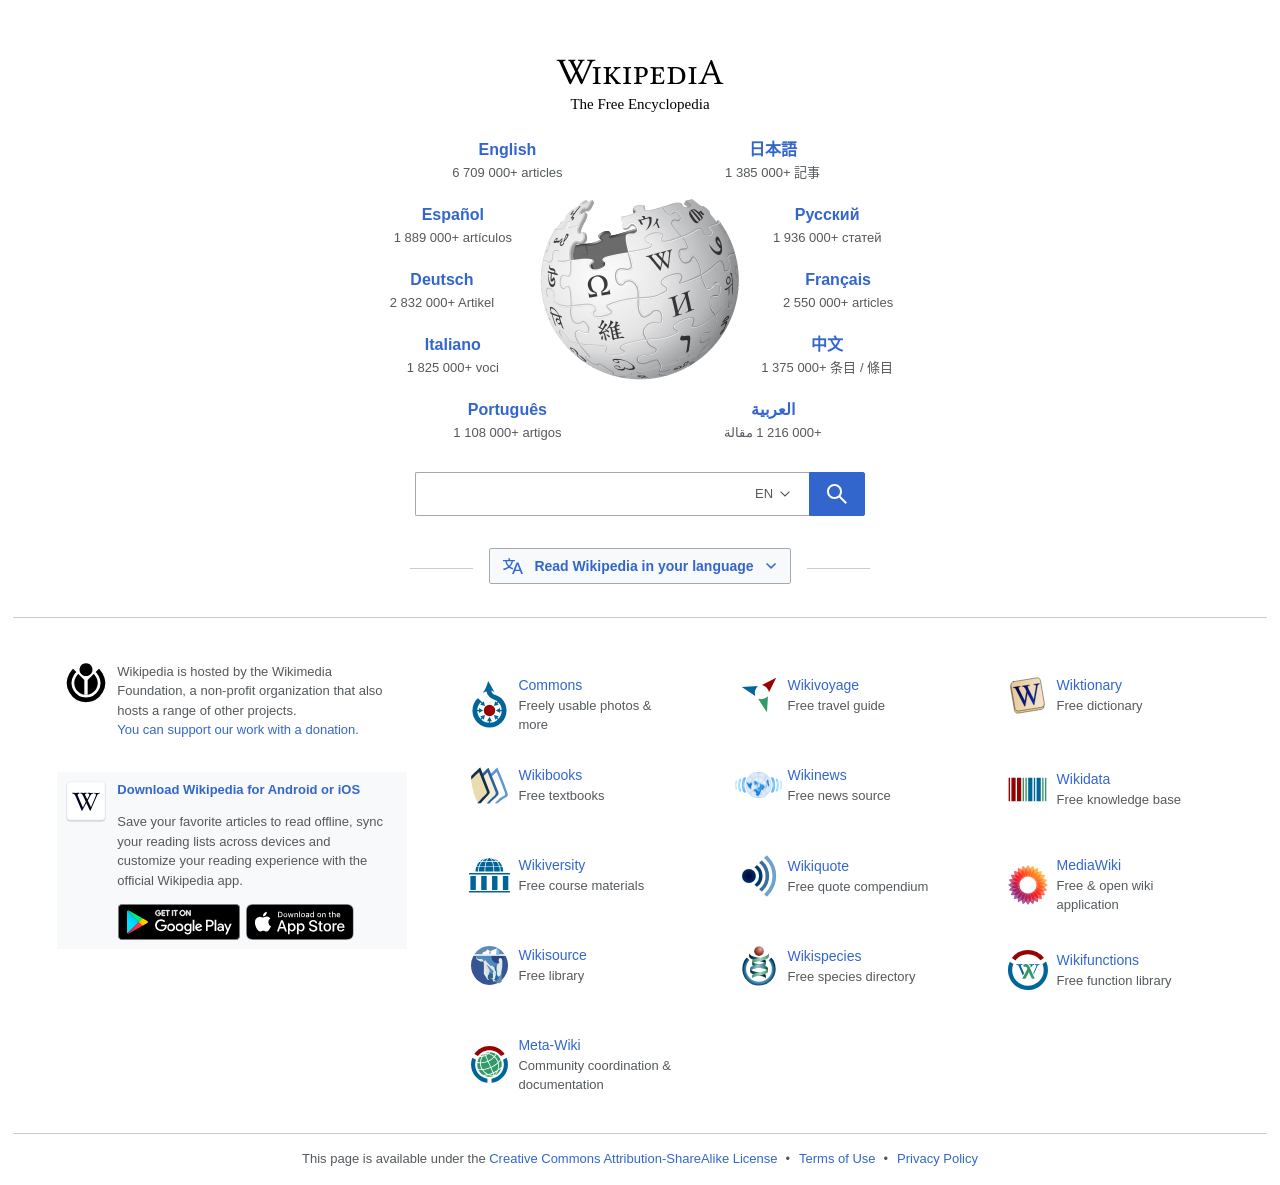 WIKIPEDIA
The Free Encyclopedia
English
6 709 000+ articles
日本語
1 385 000+ 記事
Español
1 889 000+ artículos
Русский
1 936 000+ статей
Deutsch
2 832 000+ Artikel
Français
2 550 000+ articles
Italiano
1 825 000+ voci
中文
1 375 000+ 条目 / 條目
Português
1 108 000+ artigos
العربية
1 216 000+ مقالة
Ω
W
И
維
ウィ
EN
Read Wikipedia in your language
Wikipedia is hosted by the Wikimedia
Foundation, a non-profit organization that also
hosts a range of other projects.
You can support our work with a donation.
W
Download Wikipedia for Android or iOS
Save your favorite articles to read offline, sync
your reading lists across devices and
customize your reading experience with the
official Wikipedia app.
GET IT ON
Google Play
Download on the
App Store
Commons
Freely usable photos &
more
Wikivoyage
Free travel guide
W
Wiktionary
Free dictionary
Wikibooks
Free textbooks
Wikinews
Free news source
Wikidata
Free knowledge base
Wikiversity
Free course materials
Wikiquote
Free quote compendium
MediaWiki
Free & open wiki
application
Wikisource
Free library
Wikispecies
Free species directory
Wikifunctions
Free function library
Meta-Wiki
Community coordination &
documentation
This page is available under the Creative Commons Attribution-ShareAlike License • Terms of Use • Privacy Policy